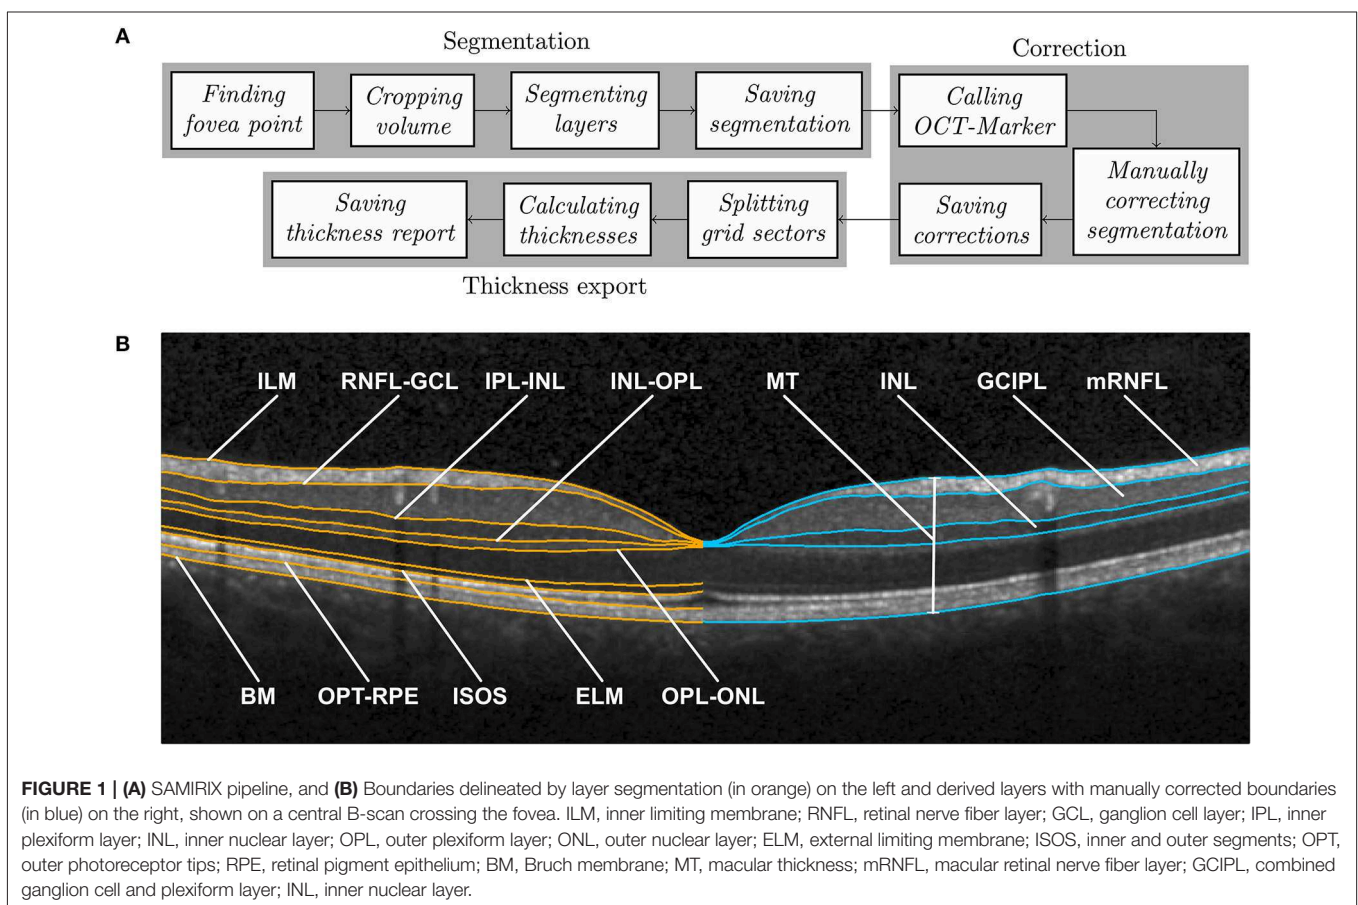 A
Segmentation
Correction
Finding
fovea point
Cropping
volume
Segmenting
layers
Saving
segmentation
Calling
OCT-Marker
Manually
correcting
segmentation
Saving
corrections
Splitting
grid sectors
Calculating
thicknesses
Saving
thickness report
Thickness export
B
ILM RNFL-GCL IPL-INL INL-OPL MT INL GCIPL mRNFL
BM OPT-RPE ISOS ELM OPL-ONL
FIGURE 1 | (A) SAMIRIX pipeline, and (B) Boundaries delineated by layer segmentation (in orange) on the left and derived layers with manually corrected boundaries
(in blue) on the right, shown on a central B-scan crossing the fovea. ILM, inner limiting membrane; RNFL, retinal nerve fiber layer; GCL, ganglion cell layer; IPL, inner
plexiform layer; INL, inner nuclear layer; OPL, outer plexiform layer; ONL, outer nuclear layer; ELM, external limiting membrane; ISOS, inner and outer segments; OPT,
outer photoreceptor tips; RPE, retinal pigment epithelium; BM, Bruch membrane; MT, macular thickness; mRNFL, macular retinal nerve fiber layer; GCIPL, combined
ganglion cell and plexiform layer; INL, inner nuclear layer.